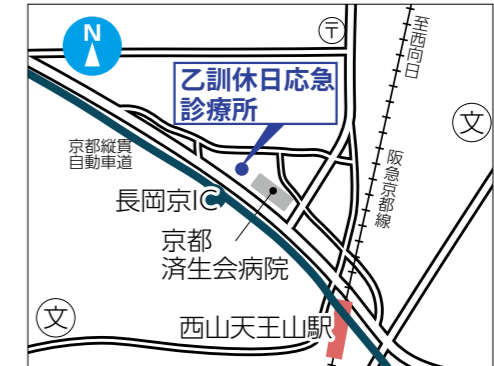 N
〒
至西向日
乙訓休日応急
診療所
文
京都縦貫
自動車道
阪急京都線
長岡京IC
京都
済生会病院
文
西山天王山駅